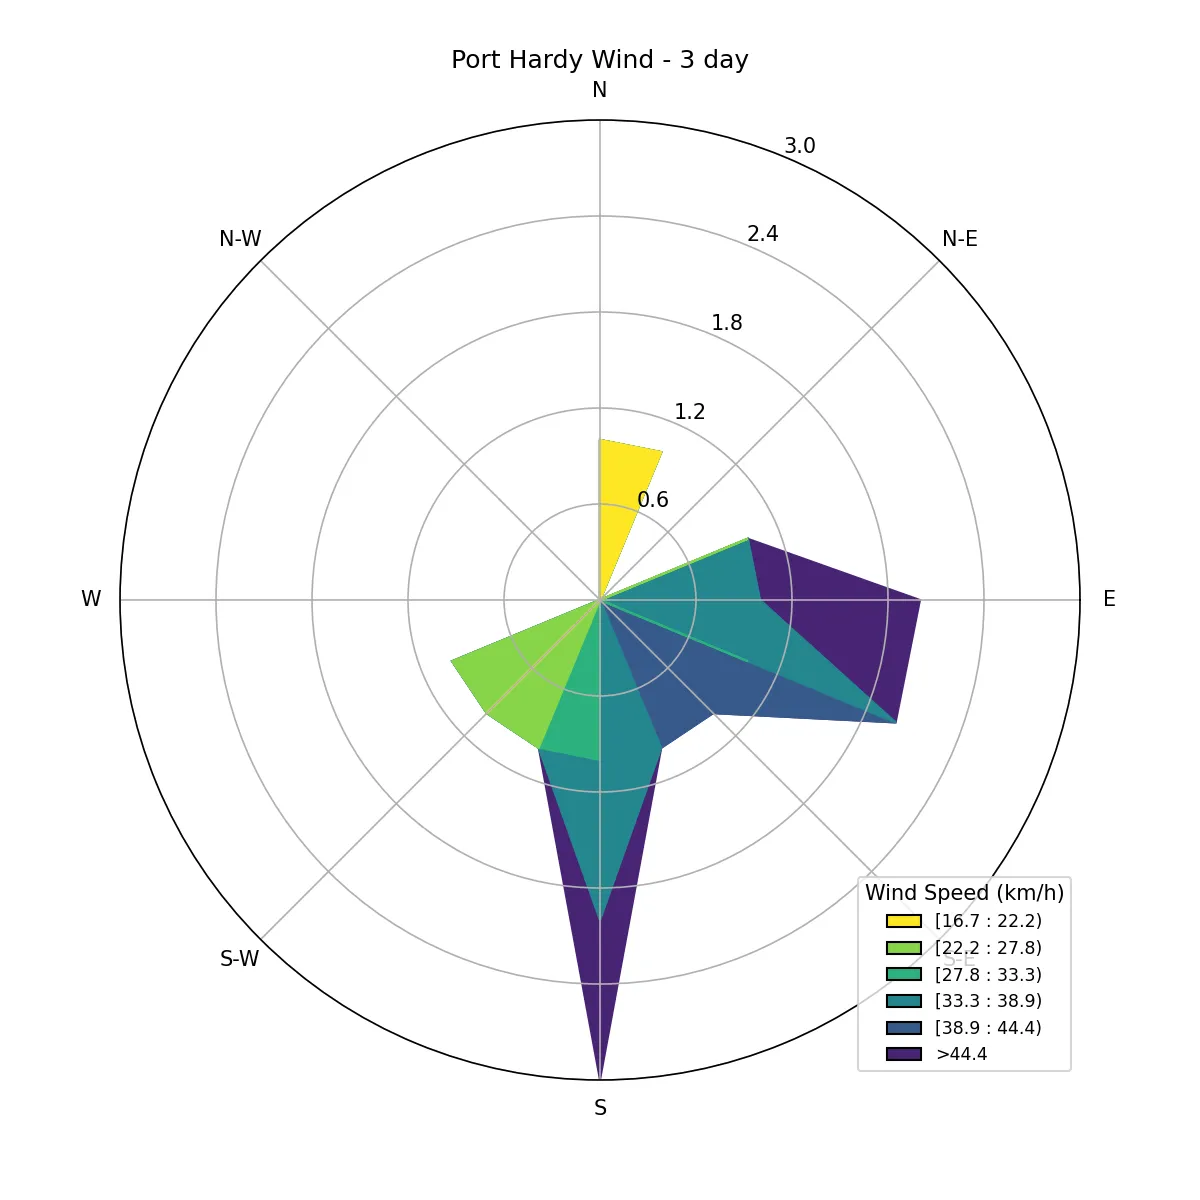 Port Hardy Wind - 3 day
N
3.0
N-W
N-E
2.4
1.8
1.2
0.6
W
E
S-W
S-E
S
Wind Speed (km/h)
[16.7 : 22.2)
[22.2 : 27.8)
[27.8 : 33.3)
[33.3 : 38.9)
[38.9 : 44.4)
>44.4